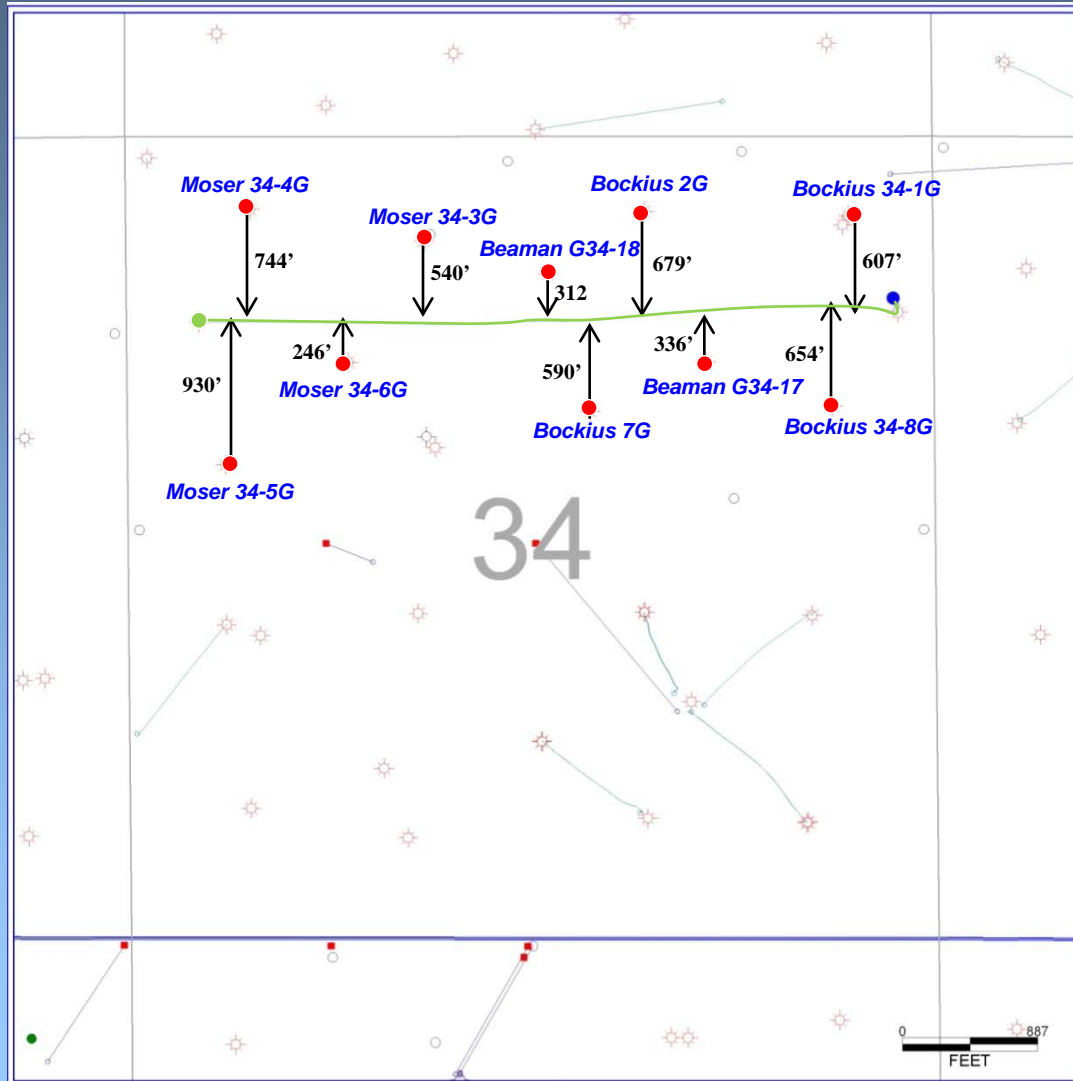 Moser 34-4G
Bockius 2G
Bockius 34-1G
Moser 34-3G
Beaman G34-18
744’
540’
679’
607’
312
246’
336’
930’
590’
654’
Moser 34-6G
Beaman G34-17
Bockius 7G
Bockius 34-8G
Moser 34-5G
34
0 887
FEET